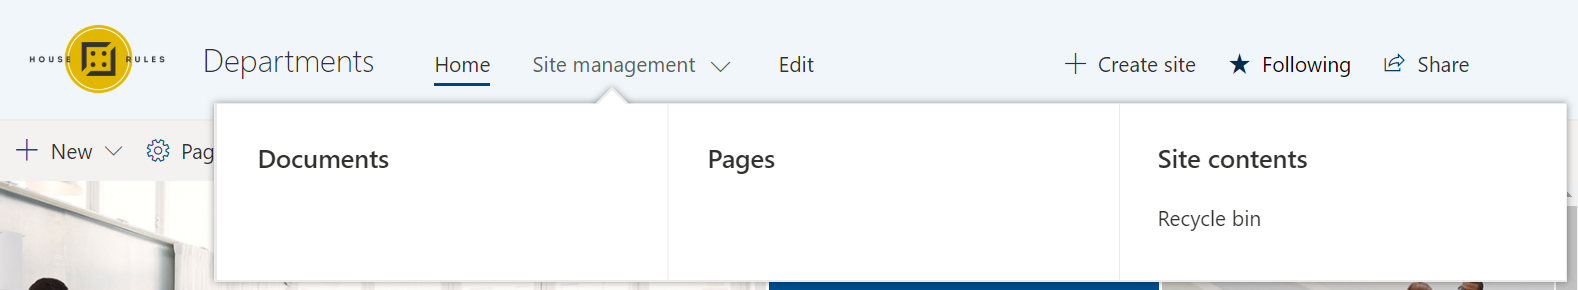 HOUSE RULES
Departments
Home
Site management
Edit
Create site
Following
Share
New
Pag
Documents
Pages
Site contents
Recycle bin